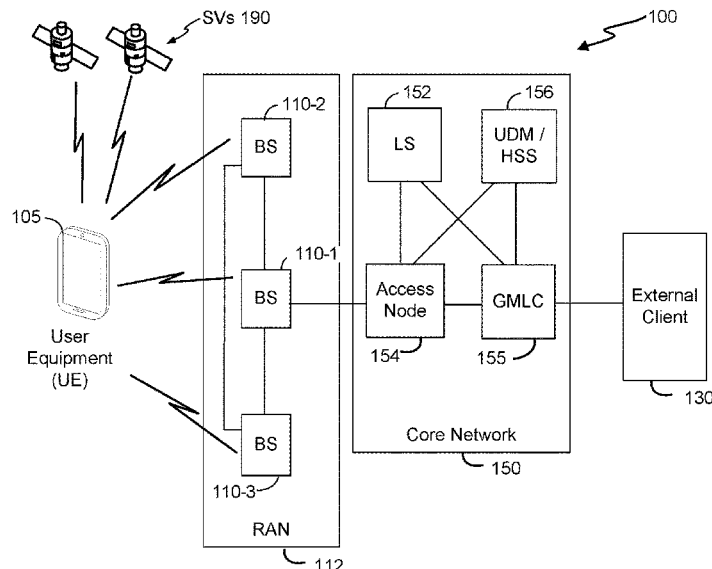 SVs 190
100
110-2
BS
152
LS
156
UDM /
HSS
105
110-1
BS
Access
Node
154
GMLC
155
External
Client
130
User
Equipment
(UE)
BS
110-3
RAN
112
Core Network
150